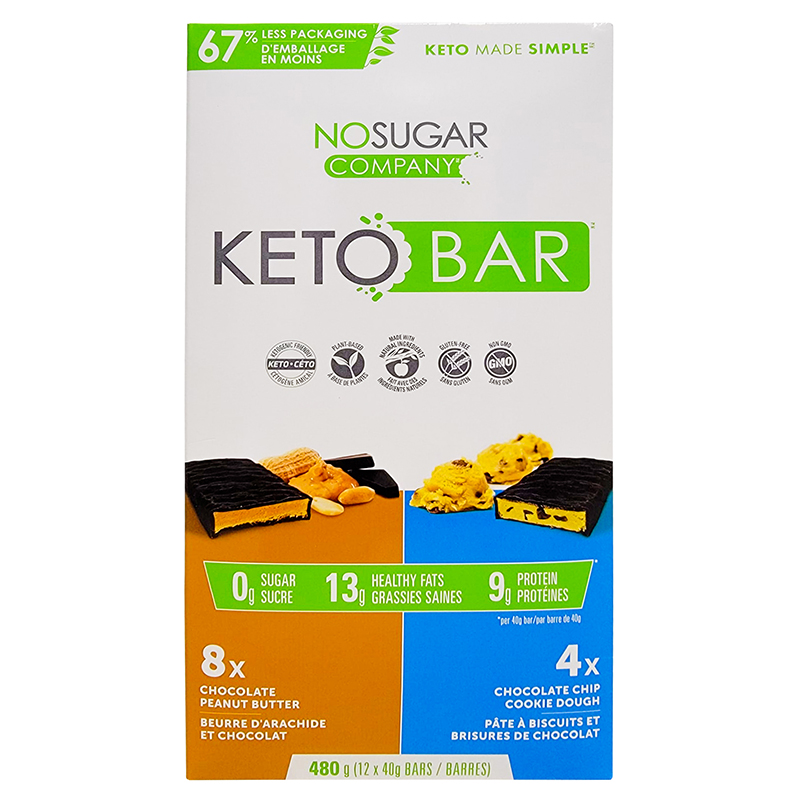 67% LESS PACKAGING
D'EMBALLAGE
EN MOINS
KETO MADE SIMPLE™
NOSUGAR
COMPANY
KETO BAR
KETOGENIC FRIENDLY
KETO•CÉTO
CÉTOGÈNE AMICAL
PLANT-BASED
À BASE DE PLANTES
MADE WITH
NATURAL INGREDIENTS
FAIT AVEC DES
INGRÉDIENTS NATURELS
GLUTEN-FREE
SANS GLUTEN
NON GMO
GMO
SANS OGM
0g SUGAR
SUCRE
13g HEALTHY FATS
GRASSIES SAINES
9g PROTEIN
PROTÉINES
*
*per 40g bar/par barre de 40g
8x
CHOCOLATE
PEANUT BUTTER
BEURRE D'ARACHIDE
ET CHOCOLAT
4x
CHOCOLATE CHIP
COOKIE DOUGH
PÂTE À BISCUITS ET
BRISURES DE CHOCOLAT
480 g (12 x 40g BARS / BARRES)